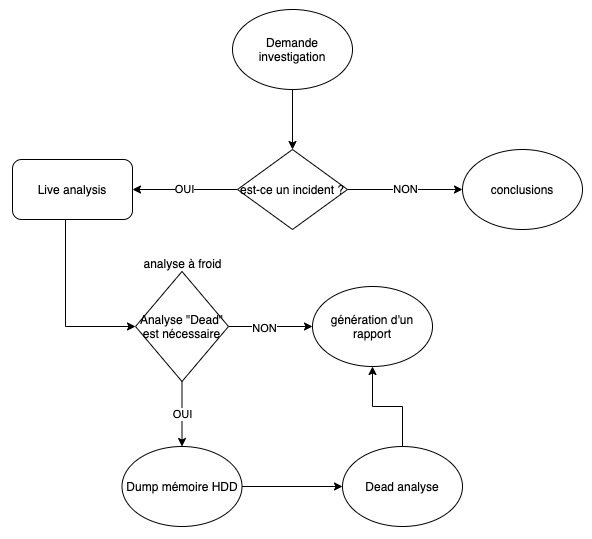 Demande
investigation
Live analysis
OUI
est-ce un incident ?
NON
conclusions
analyse à froid
Analyse "Dead"
est nécessaire
NON
génération d'un
rapport
OUI
Dump mémoire HDD
Dead analyse